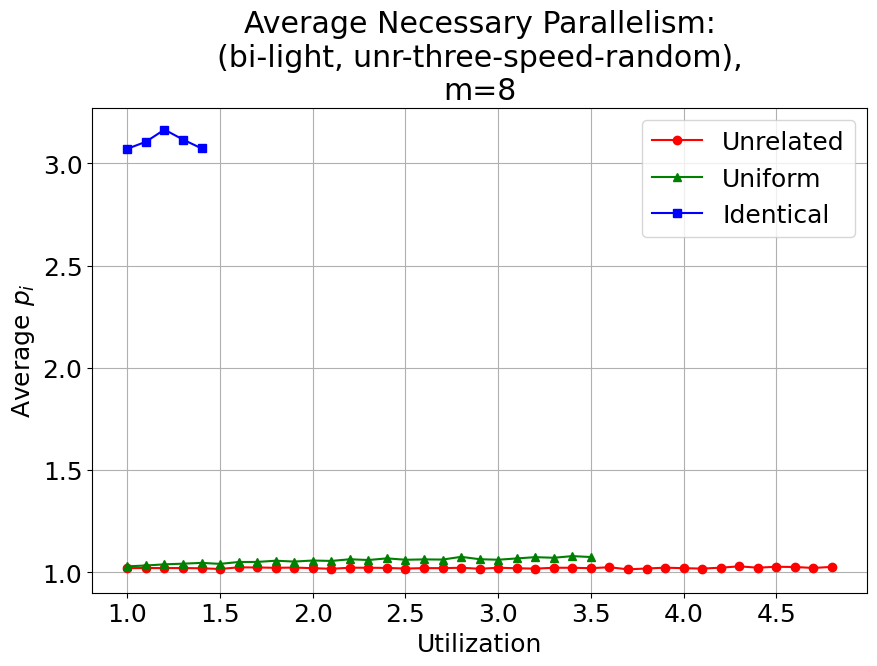 Average Necessary Parallelism:
(bi-light, unr-three-speed-random),
m=8
Unrelated
Uniform
Identical
Average p_i
3.0
2.5
2.0
1.5
1.0
1.0 1.5 2.0 2.5 3.0 3.5 4.0 4.5
Utilization